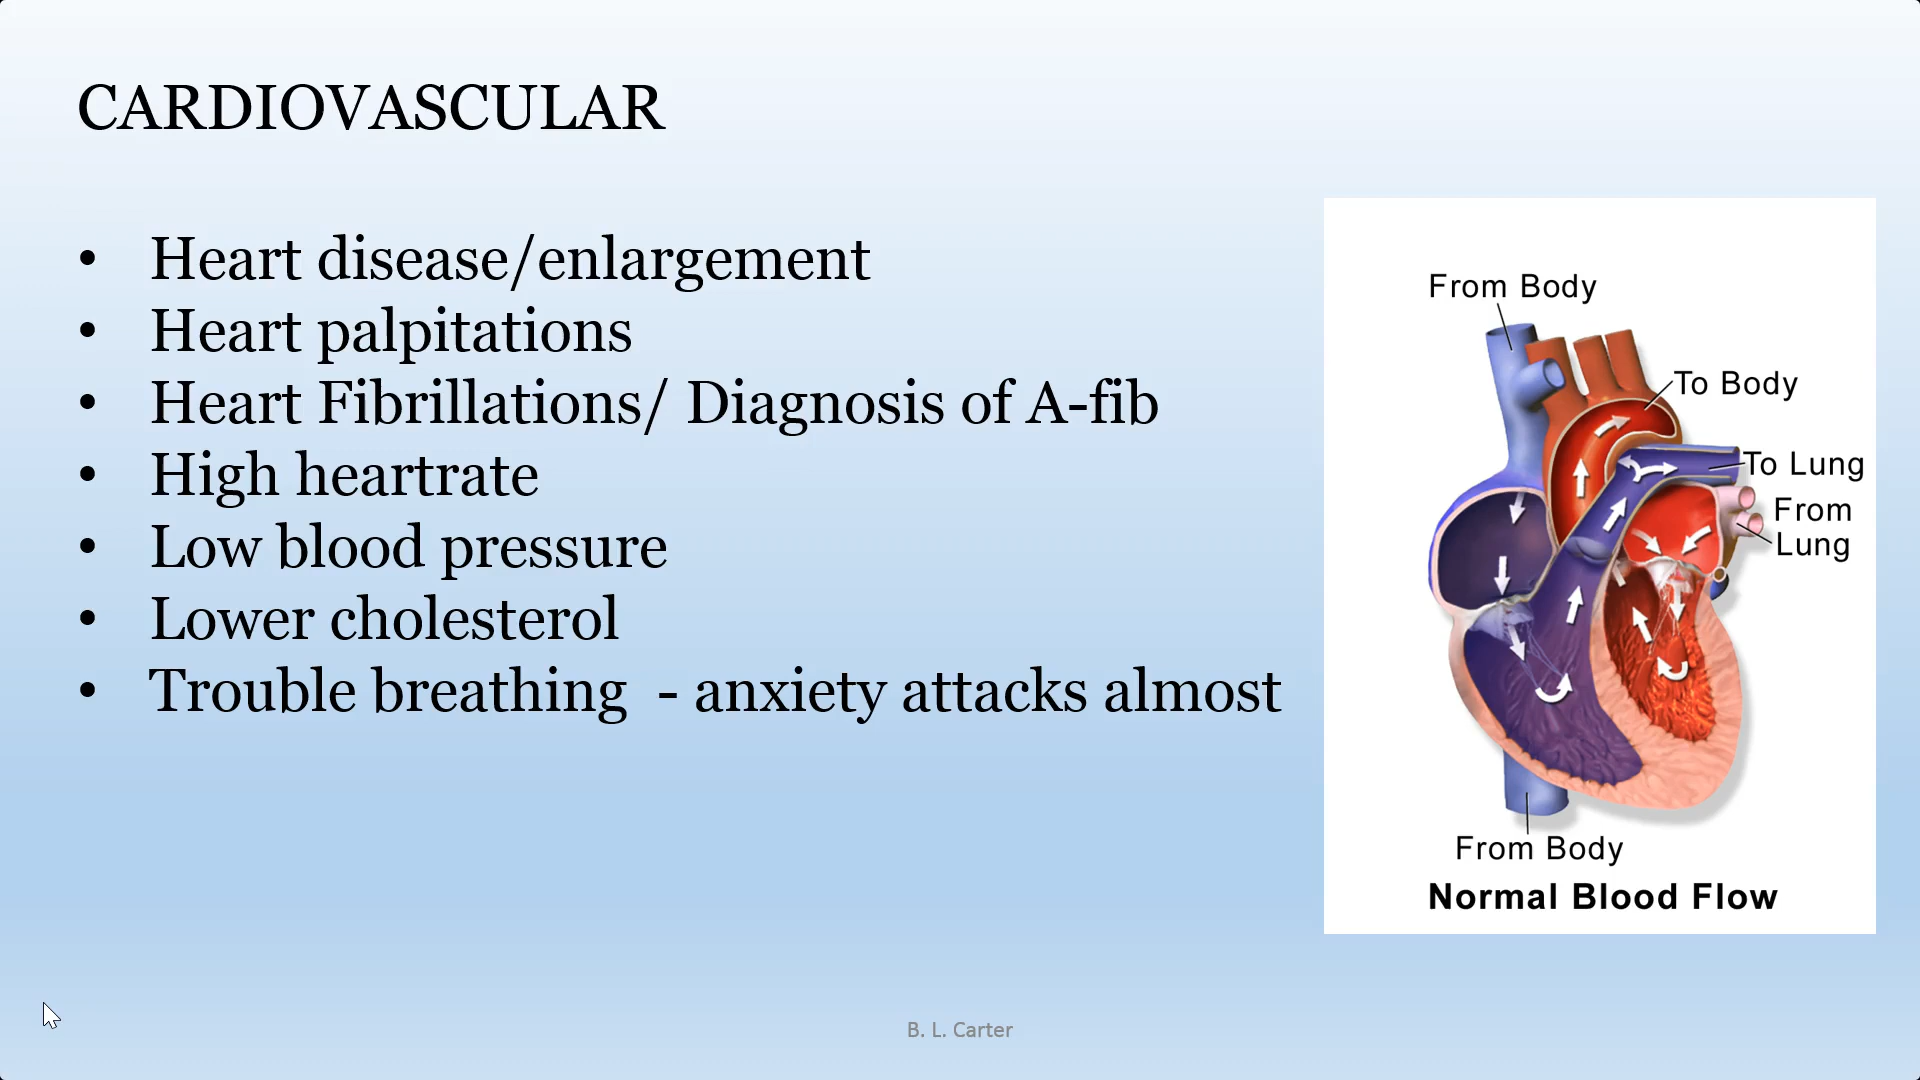 CARDIOVASCULAR
• Heart disease/enlargement
• Heart palpitations
• Heart Fibrillations/ Diagnosis of A-fib
• High heartrate
• Low blood pressure
• Lower cholesterol
• Trouble breathing  - anxiety attacks almost
From Body
To Body
To Lung
From
Lung
From Body
Normal Blood Flow
B. L. Carter